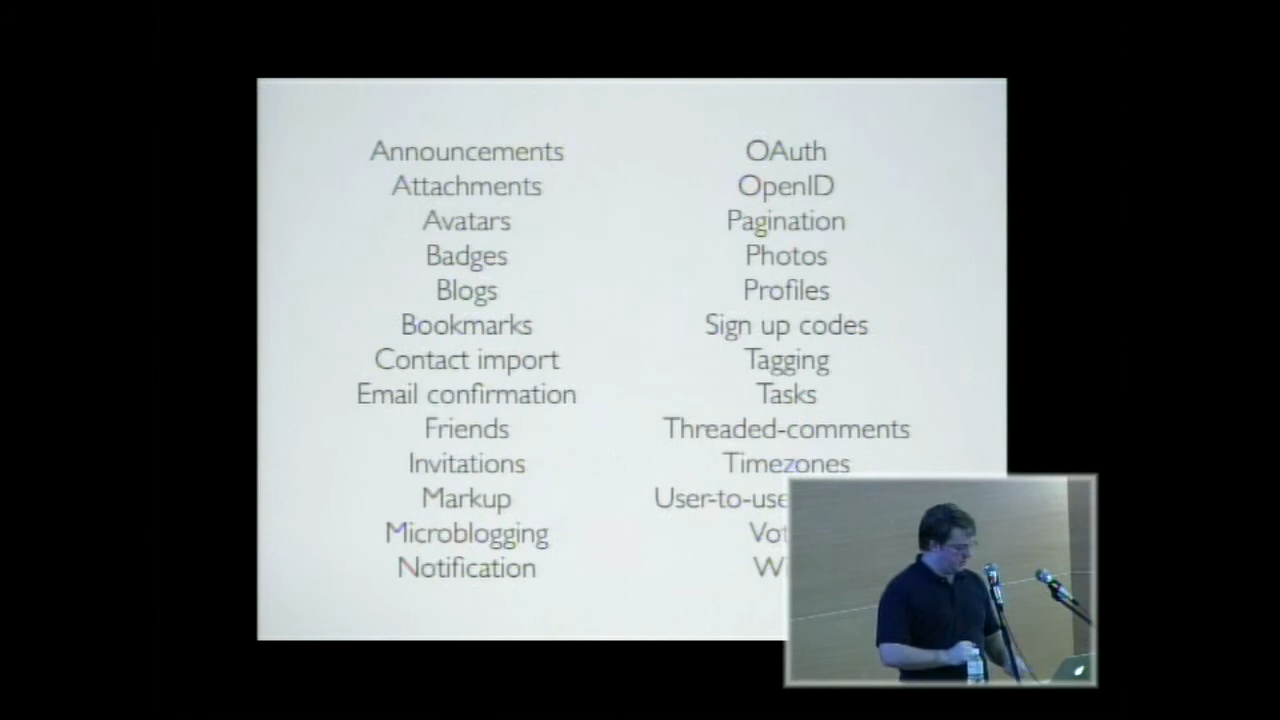 Announcements
Attachments
Avatars
Badges
Blogs
Bookmarks
Contact import
Email confirmation
Friends
Invitations
Markup
Microblogging
Notification
OAuth
OpenID
Pagination
Photos
Profiles
Sign up codes
Tagging
Tasks
Threaded-comments
Timezones